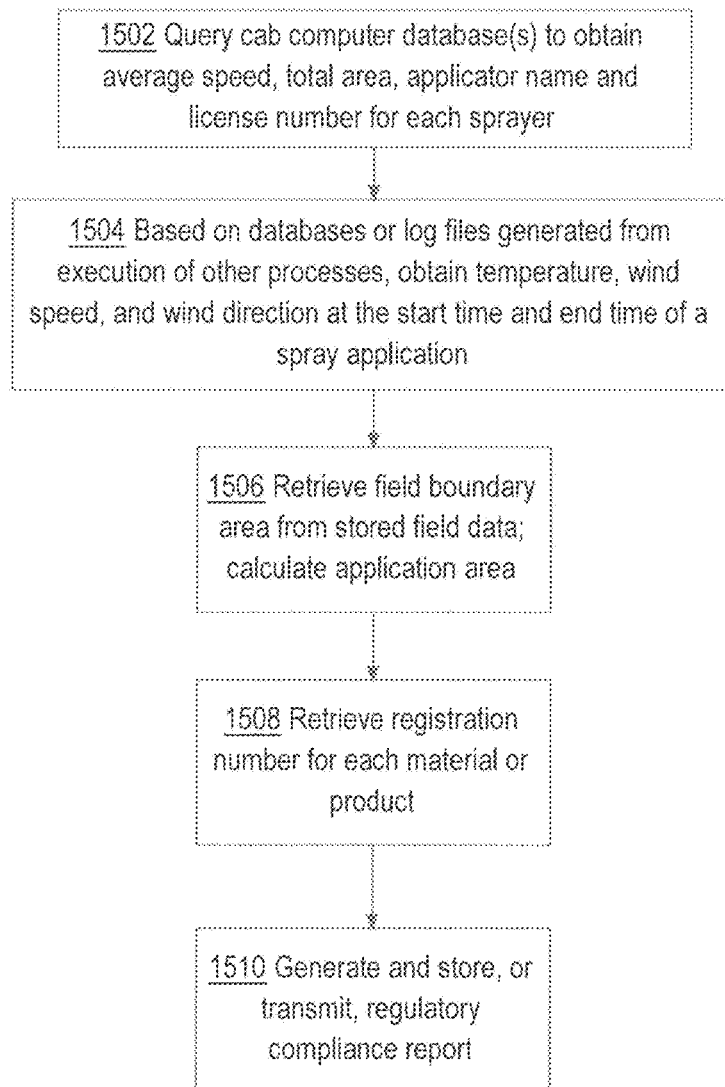 1502 Query cab computer database(s) to obtain
average speed, total area, applicator name and
license number for each sprayer
1504 Based on databases or log files generated from
execution of other processes, obtain temperature, wind
speed, and wind direction at the start time and end time of a
spray application
1506 Retrieve field boundary
area from stored field data;
calculate application area
1508 Retrieve registration
number for each material or
product
1510 Generate and store, or
transmit, regulatory
compliance report